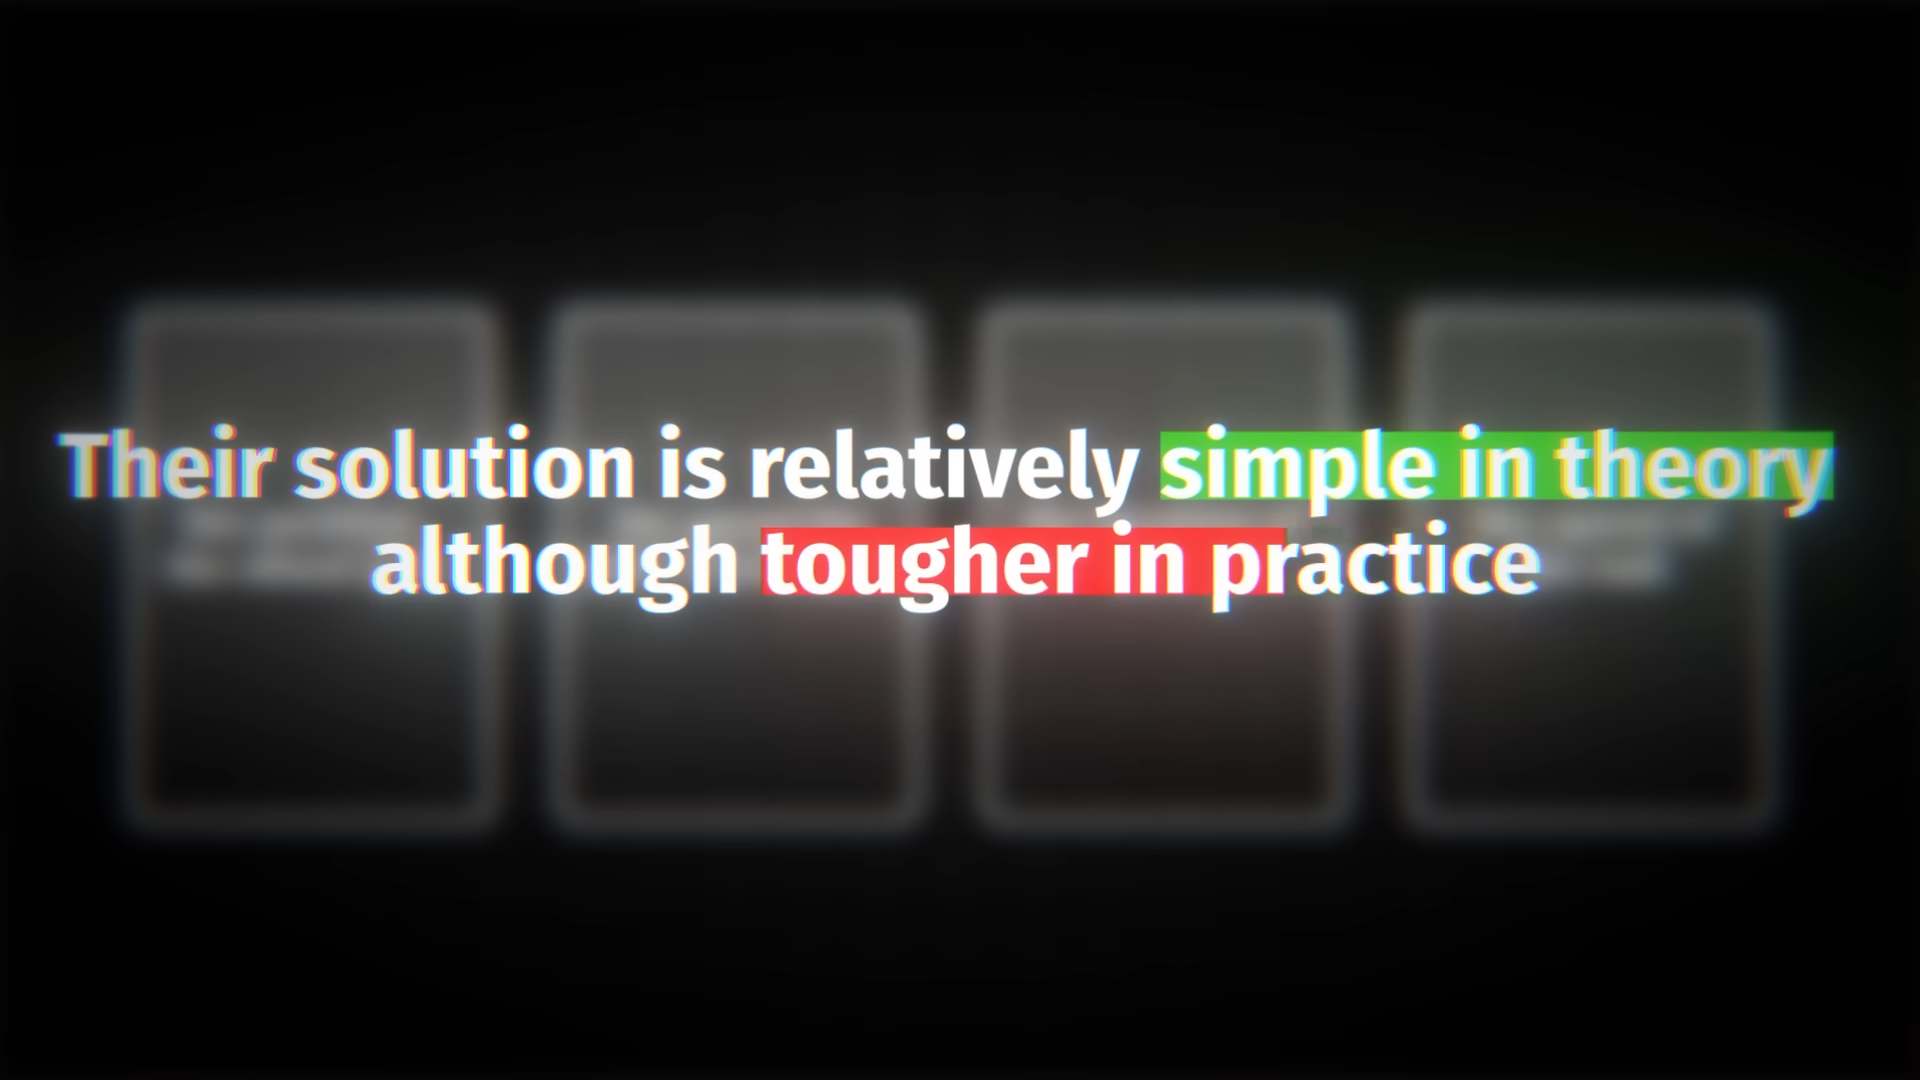 Their solution is relatively simple in theory
although tougher in practice